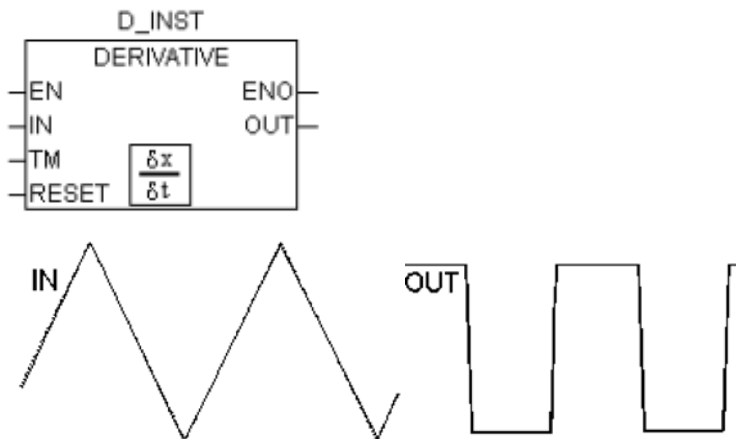 D_INST
DERIVATIVE
EN ENO
IN OUT
TM δx
RESET δt
IN OUT